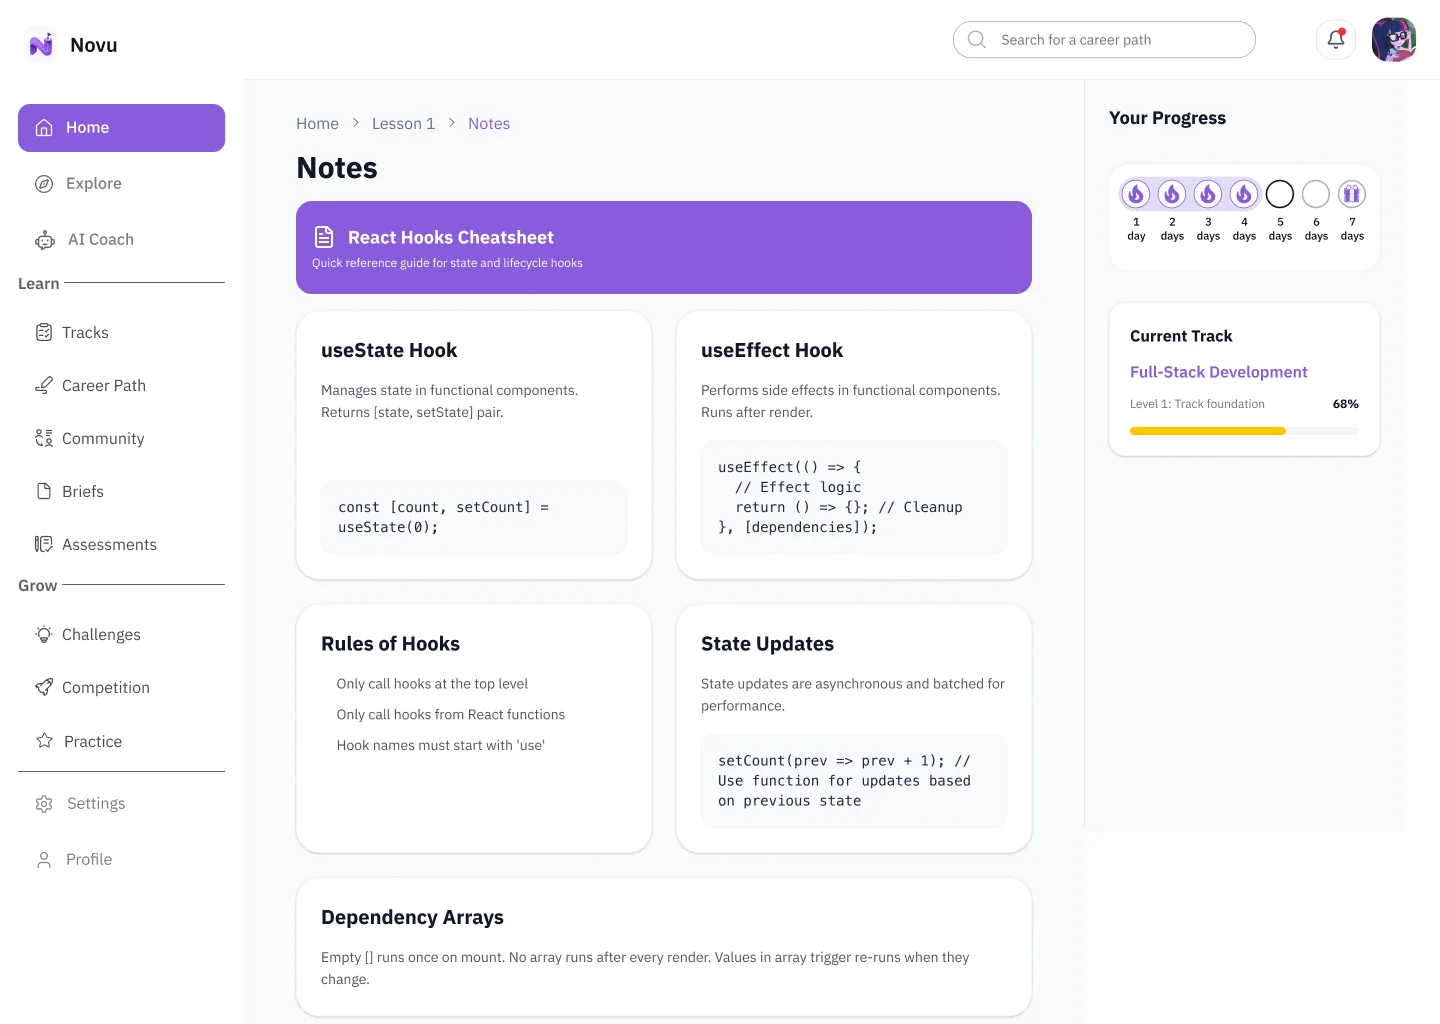 Novu
Search for a career path
Home
Explore
AI Coach
Learn
Tracks
Career Path
Community
Briefs
Assessments
Grow
Challenges
Competition
Practice
Settings
Profile
Home > Lesson 1 > Notes
Notes
React Hooks Cheatsheet
Quick reference guide for state and lifecycle hooks
useState Hook
Manages state in functional components.
Returns [state, setState] pair.
const [count, setCount] =
useState(0);
useEffect Hook
Performs side effects in functional components.
Runs after render.
useEffect(() => {
  // Effect logic
  return () => {}; // Cleanup
}, [dependencies]);
Rules of Hooks
Only call hooks at the top level
Only call hooks from React functions
Hook names must start with 'use'
State Updates
State updates are asynchronous and batched for
performance.
setCount(prev => prev + 1); //
Use function for updates based
on previous state
Dependency Arrays
Empty [] runs once on mount. No array runs after every render. Values in array trigger re-runs when they
change.
Your Progress
1 2 3 4 5 6 7
day days days days days days days
Current Track
Full-Stack Development
Level 1: Track foundation 68%